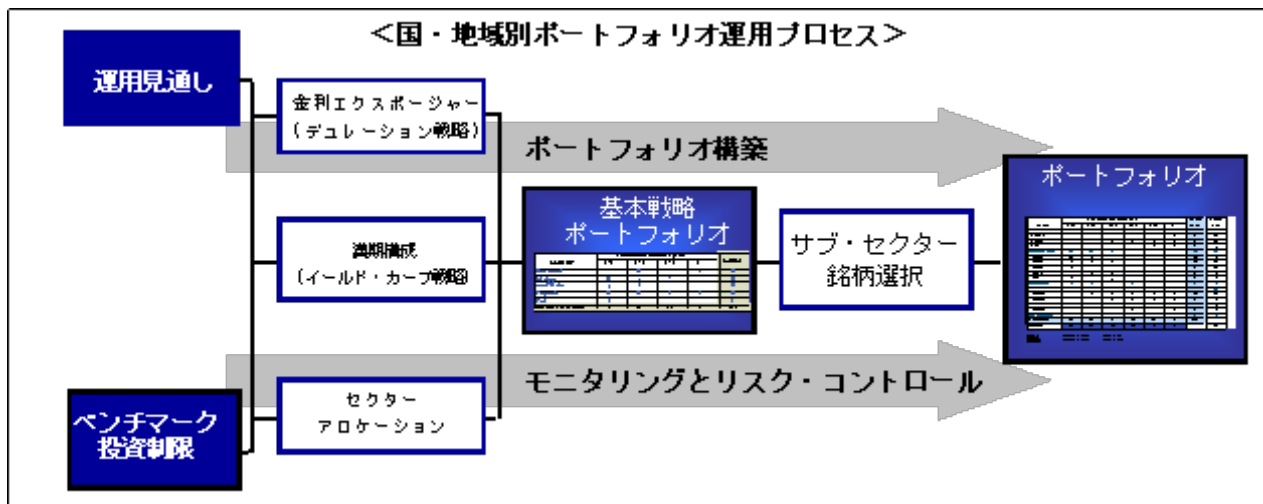 ＜国・地域別ポートフォリオ運用プロセス＞
運用見通し
金利エクスポージャー
(デュレーション戦略)
ポートフォリオ構築
満期構成
(イールド・カーブ戦略)
基本戦略
ポートフォリオ
サブ・セクター
銘柄選択
ポートフォリオ
モニタリングとリスク・コントロール
セクター
アロケーション
ベンチマーク
投資制限